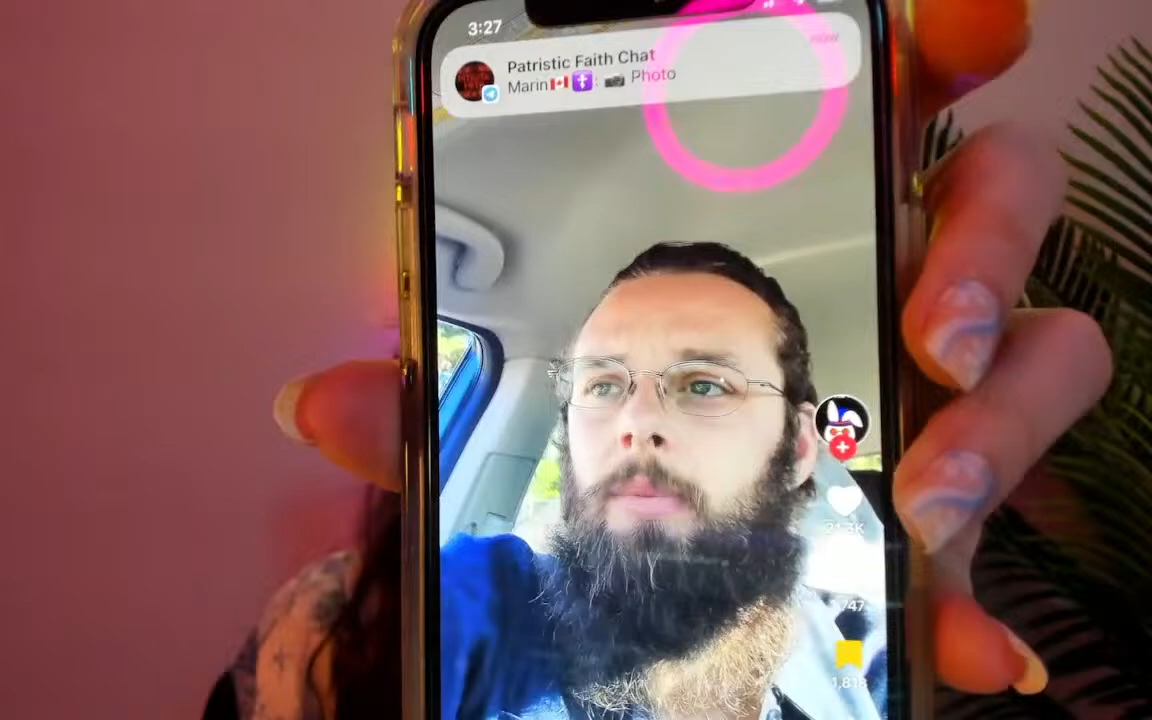 3:27
now
Patristic Faith Chat
Marin🇨🇦✝️: 📷 Photo
21.3K
1,818